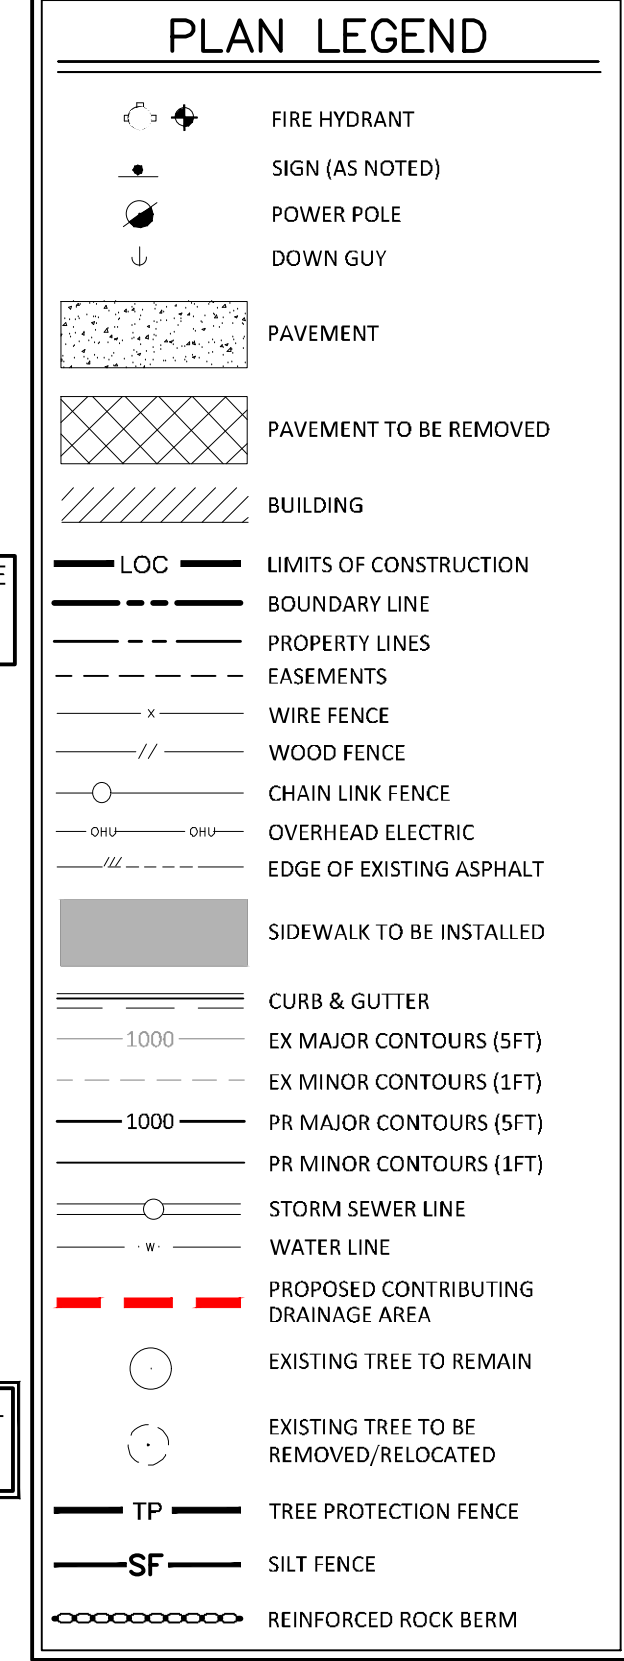 PLAN LEGEND
FIRE HYDRANT
SIGN (AS NOTED)
POWER POLE
DOWN GUY
PAVEMENT
PAVEMENT TO BE REMOVED
BUILDING
E
LOC LIMITS OF CONSTRUCTION
BOUNDARY LINE
PROPERTY LINES
EASEMENTS
x WIRE FENCE
// WOOD FENCE
CHAIN LINK FENCE
OHU OHU OVERHEAD ELECTRIC
/// EDGE OF EXISTING ASPHALT
SIDEWALK TO BE INSTALLED
CURB & GUTTER
1000 EX MAJOR CONTOURS (5FT)
EX MINOR CONTOURS (1FT)
1000 PR MAJOR CONTOURS (5FT)
PR MINOR CONTOURS (1FT)
STORM SEWER LINE
W WATER LINE
PROPOSED CONTRIBUTING
DRAINAGE AREA
EXISTING TREE TO REMAIN
EXISTING TREE TO BE
REMOVED/RELOCATED
TP TREE PROTECTION FENCE
SF SILT FENCE
REINFORCED ROCK BERM